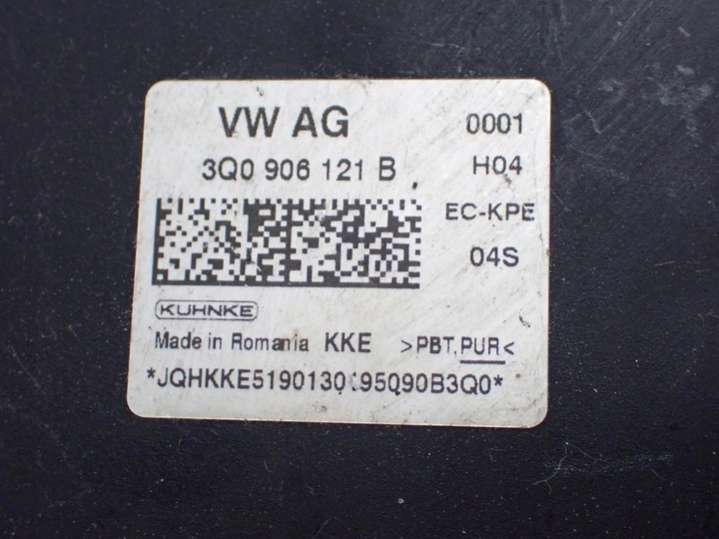 VW AG 0001
3Q0 906 121 B H04
EC-KPE
04S
KUHNKE
Made in Romania KKE >PBT,PUR<